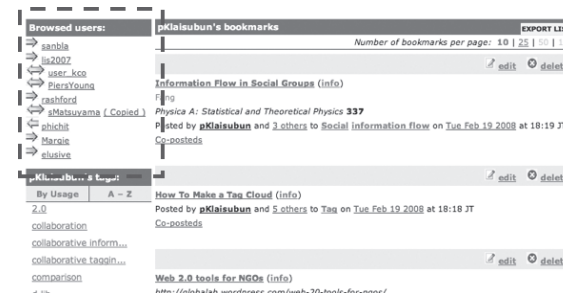 Browsed users:
sanbla
lis2007
user_kco
PiersYoung
rashford
sMatsuyama ( Copied )
phichit
Margie
elusive
pKlaisubun's tags:
By Usage A – Z
2.0
collaboration
collaborative inform...
collaborative taggin...
comparison
pKlaisubun's bookmarks
EXPORT LIS
Number of bookmarks per page: 10 | 25 | 50 | 1
edit delet
Information Flow in Social Groups (info)
Physica A: Statistical and Theoretical Physics 337
Posted by pKlaisubun and 3 others to Social information flow on Tue Feb 19 2008 at 18:19 JT
Co-posteds
edit delet
How To Make a Tag Cloud (info)
Posted by pKlaisubun and 5 others to Tag on Tue Feb 19 2008 at 18:18 JT
Co-posteds
edit delet
Web 2.0 tools for NGOs (info)